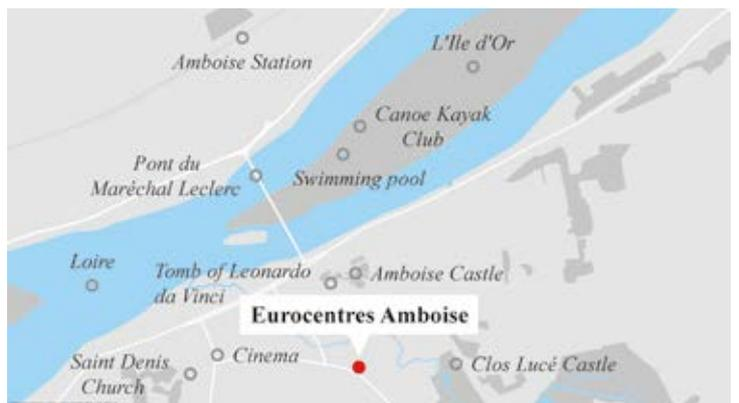 L'Ile d'Or
Amboise Station
Canoe Kayak
Club
Pont du
Maréchal Leclerc
Swimming pool
Loire
Tomb of Leonardo
da Vinci
Amboise Castle
Eurocentres Amboise
Saint Denis
Church
Cinema
Clos Lucé Castle